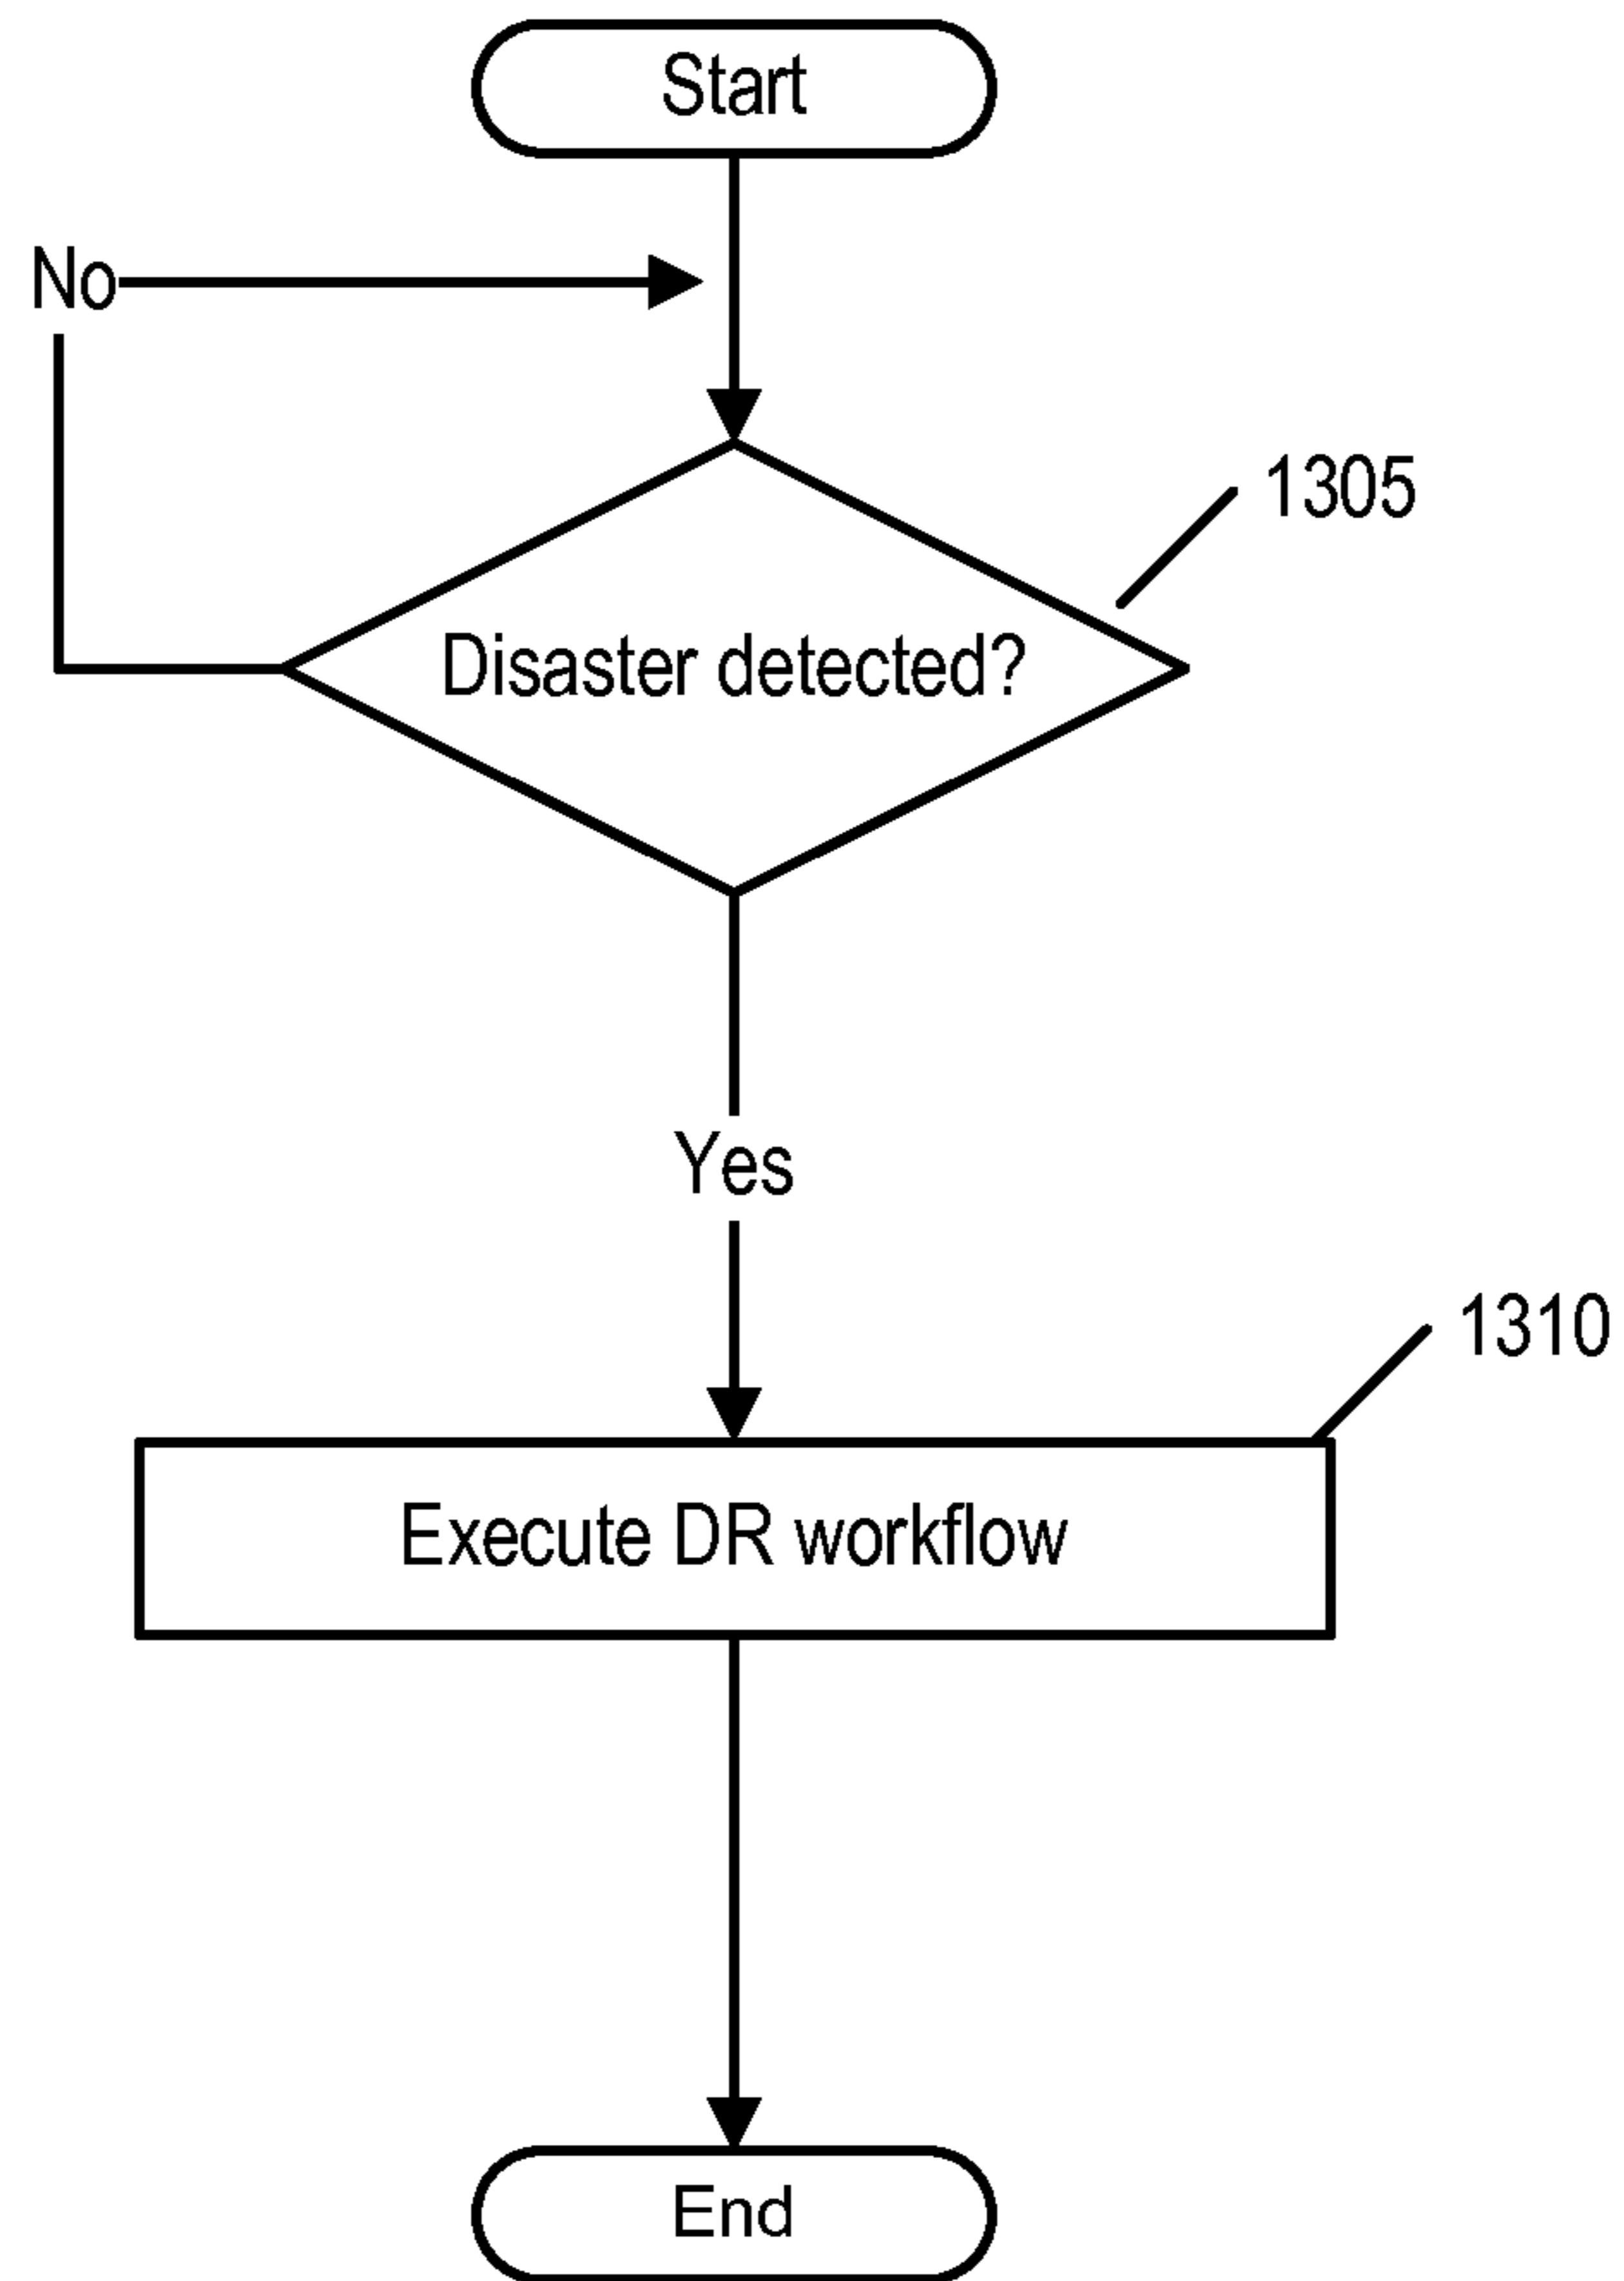 Start
No
1305
Disaster detected?
Yes
1310
Execute DR workflow
End